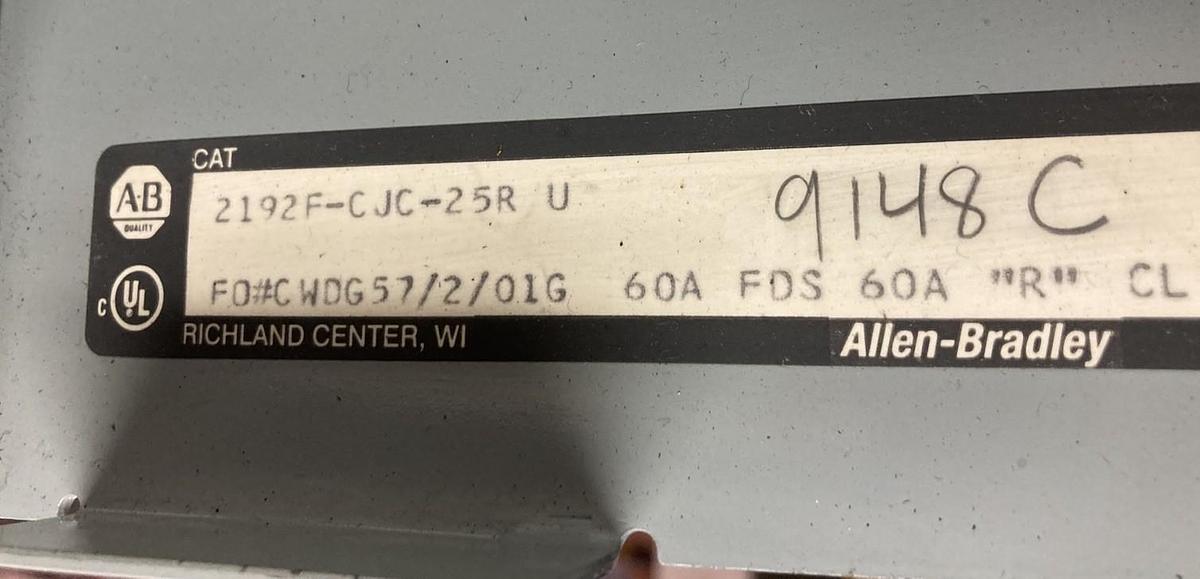 CAT
A-B
QUALITY
2192F-CJC-25R U
9148 C
C UL
FO#CWDG57/2/01G 60A FDS 60A "R" CL
RICHLAND CENTER, WI
Allen-Bradley